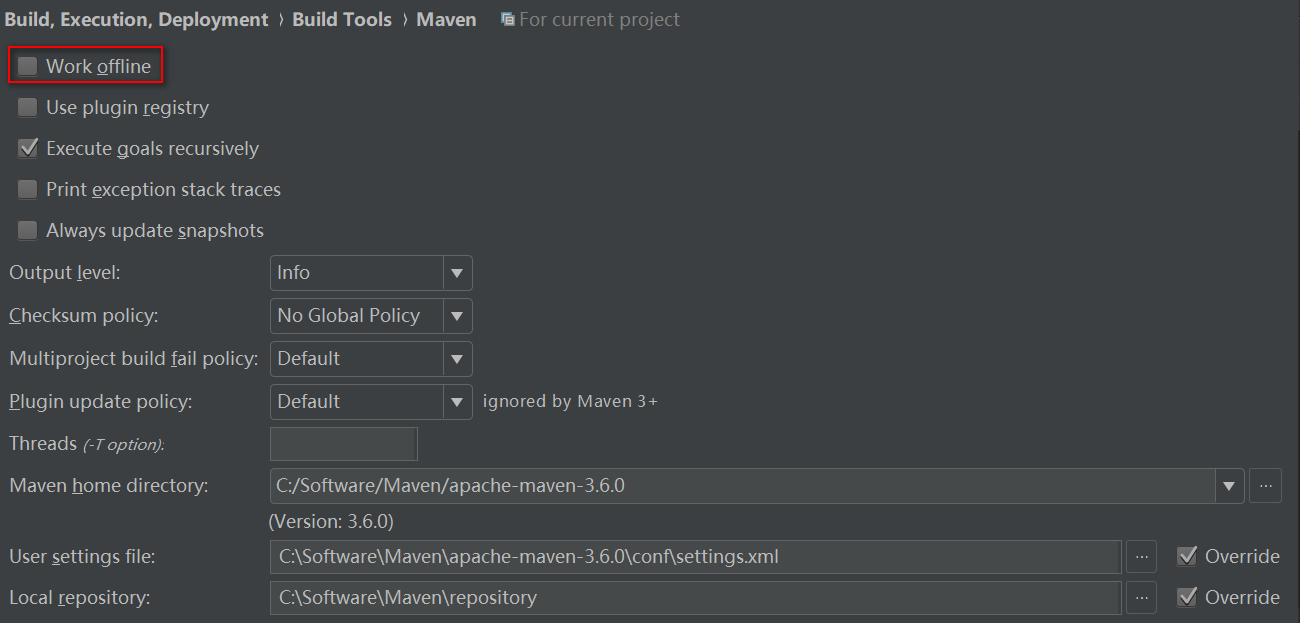 Build, Execution, Deployment › Build Tools › Maven For current project
Work offline
Use plugin registry
Execute goals recursively
Print exception stack traces
Always update snapshots
Output level: Info
Checksum policy: No Global Policy
Multiproject build fail policy: Default
Plugin update policy: Default ignored by Maven 3+
Threads (-T option):
Maven home directory: C:/Software/Maven/apache-maven-3.6.0 ...
(Version: 3.6.0)
User settings file: C:\Software\Maven\apache-maven-3.6.0\conf\settings.xml ... Override
Local repository: C:\Software\Maven\repository ... Override